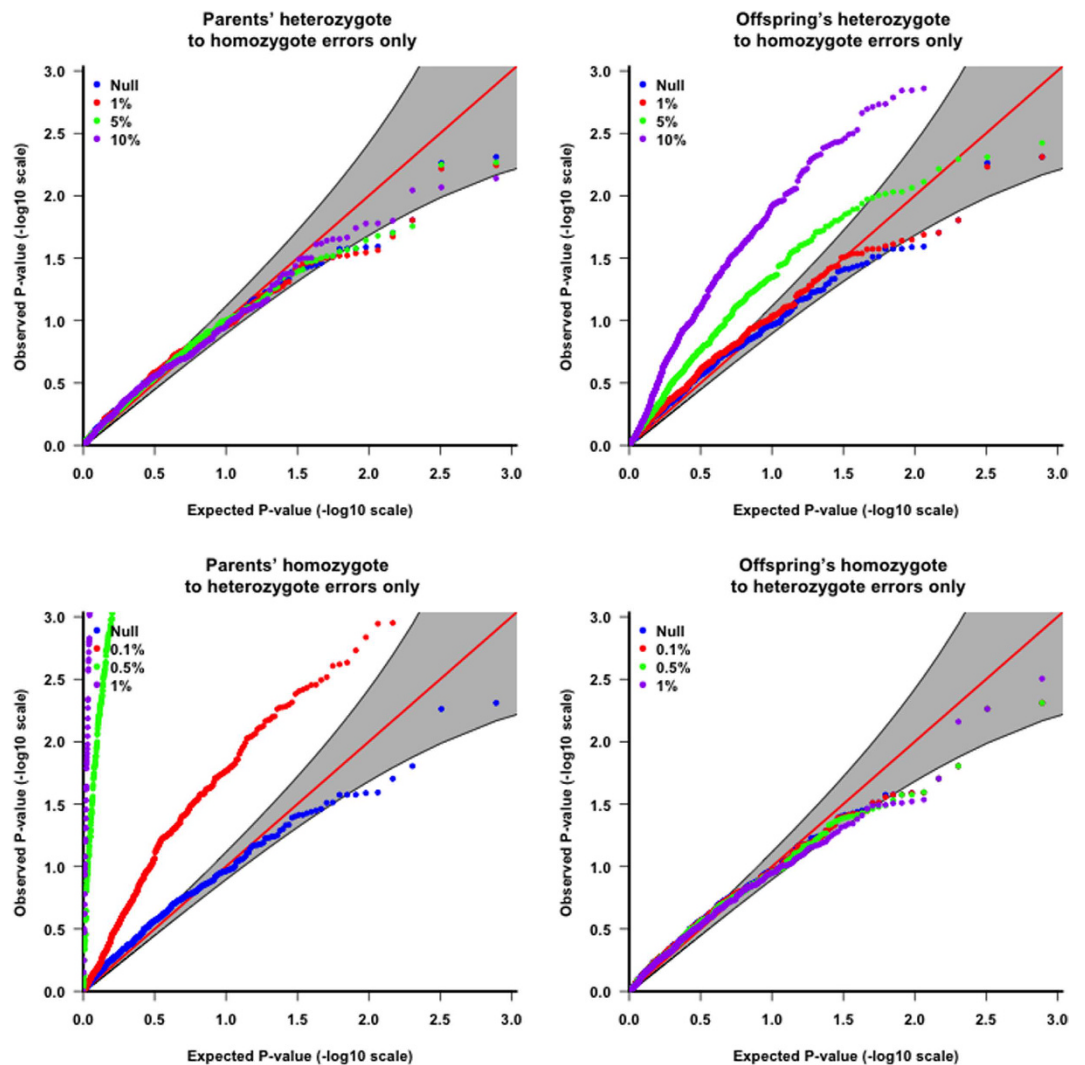 Parents' heterozygote
to homozygote errors only
3.0
2.5
2.0
1.5
1.0
0.5
0.0
Observed P-value (-log10 scale)
Null
1%
5%
10%
0.0 0.5 1.0 1.5 2.0 2.5 3.0
Expected P-value (-log10 scale)
Offspring's heterozygote
to homozygote errors only
3.0
2.5
2.0
1.5
1.0
0.5
0.0
Observed P-value (-log10 scale)
Null
1%
5%
10%
0.0 0.5 1.0 1.5 2.0 2.5 3.0
Expected P-value (-log10 scale)
Parents' homozygote
to heterozygote errors only
3.0
2.5
2.0
1.5
1.0
0.5
0.0
Observed P-value (-log10 scale)
Null
0.1%
0.5%
1%
0.0 0.5 1.0 1.5 2.0 2.5 3.0
Expected P-value (-log10 scale)
Offspring's homozygote
to heterozygote errors only
3.0
2.5
2.0
1.5
1.0
0.5
0.0
Observed P-value (-log10 scale)
Null
0.1%
0.5%
1%
0.0 0.5 1.0 1.5 2.0 2.5 3.0
Expected P-value (-log10 scale)